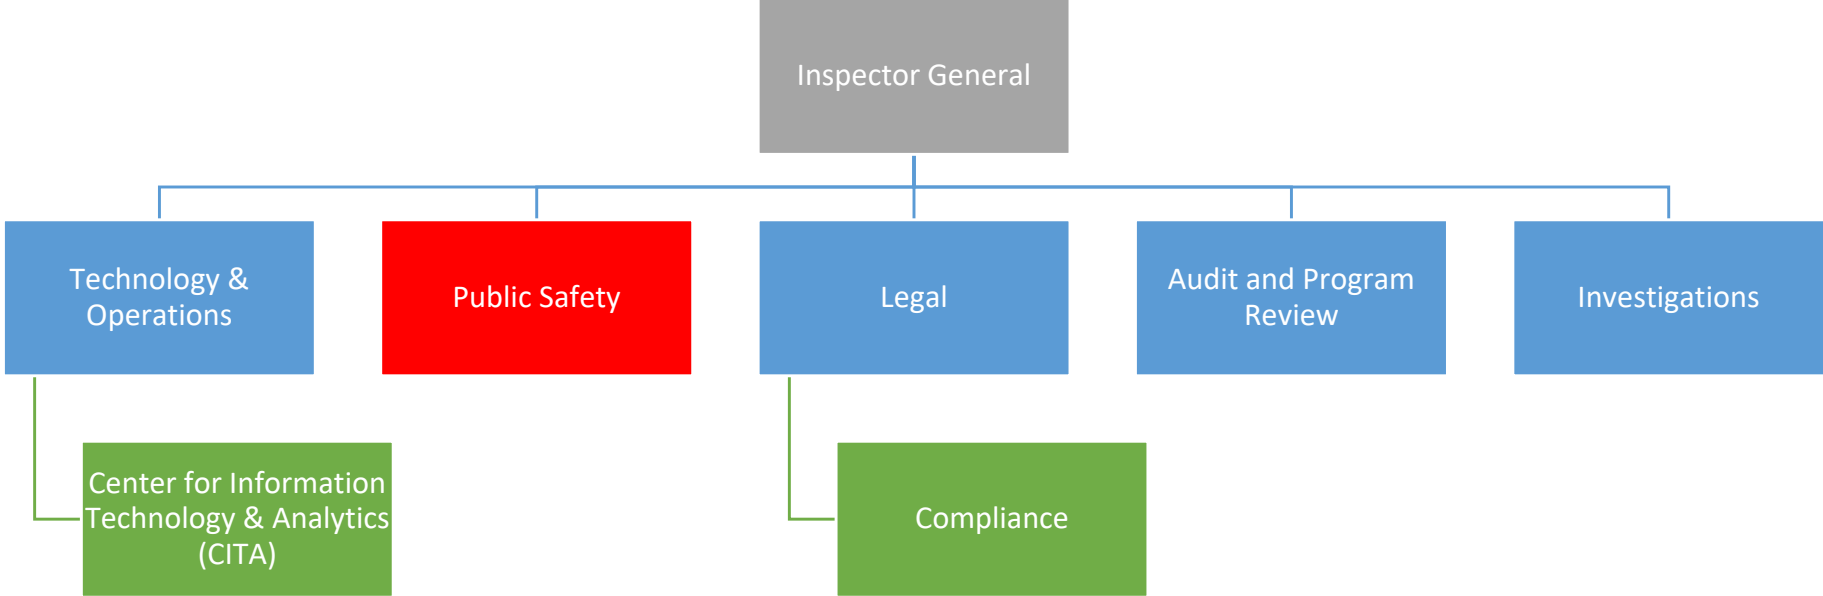 Inspector General
Technology &
Operations
Public Safety
Legal
Audit and Program
Review
Investigations
Center for Information
Technology & Analytics
(CITA)
Compliance